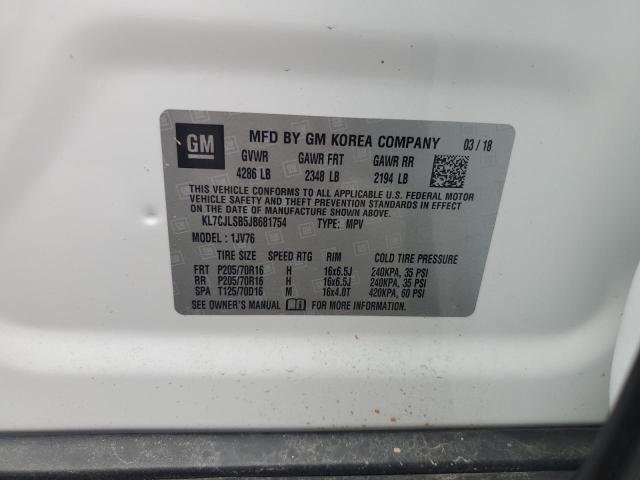 GM MFD BY GM KOREA COMPANY 03/18
GVWR GAWR FRT GAWR RR
4286 LB 2348 LB 2194 LB
THIS VEHICLE CONFORMS TO ALL APPLICABLE U.S. FEDERAL MOTOR
VEHICLE SAFETY AND THEFT PREVENTION STANDARDS IN EFFECT
ON THE DATE OF MANUFACTURE SHOWN ABOVE.
KL7CJLSB5JB681754 TYPE: MPV
MODEL : 1JV76
TIRE SIZE SPEED RTG RIM COLD TIRE PRESSURE
FRT P205/70R16 H 16x6.5J 240KPA, 35 PSI
RR P205/70R16 H 16x6.5J 240KPA, 35 PSI
SPA T125/70D16 M 16x4.0T 420KPA, 60 PSI
SEE OWNER'S MANUAL FOR MORE INFORMATION.